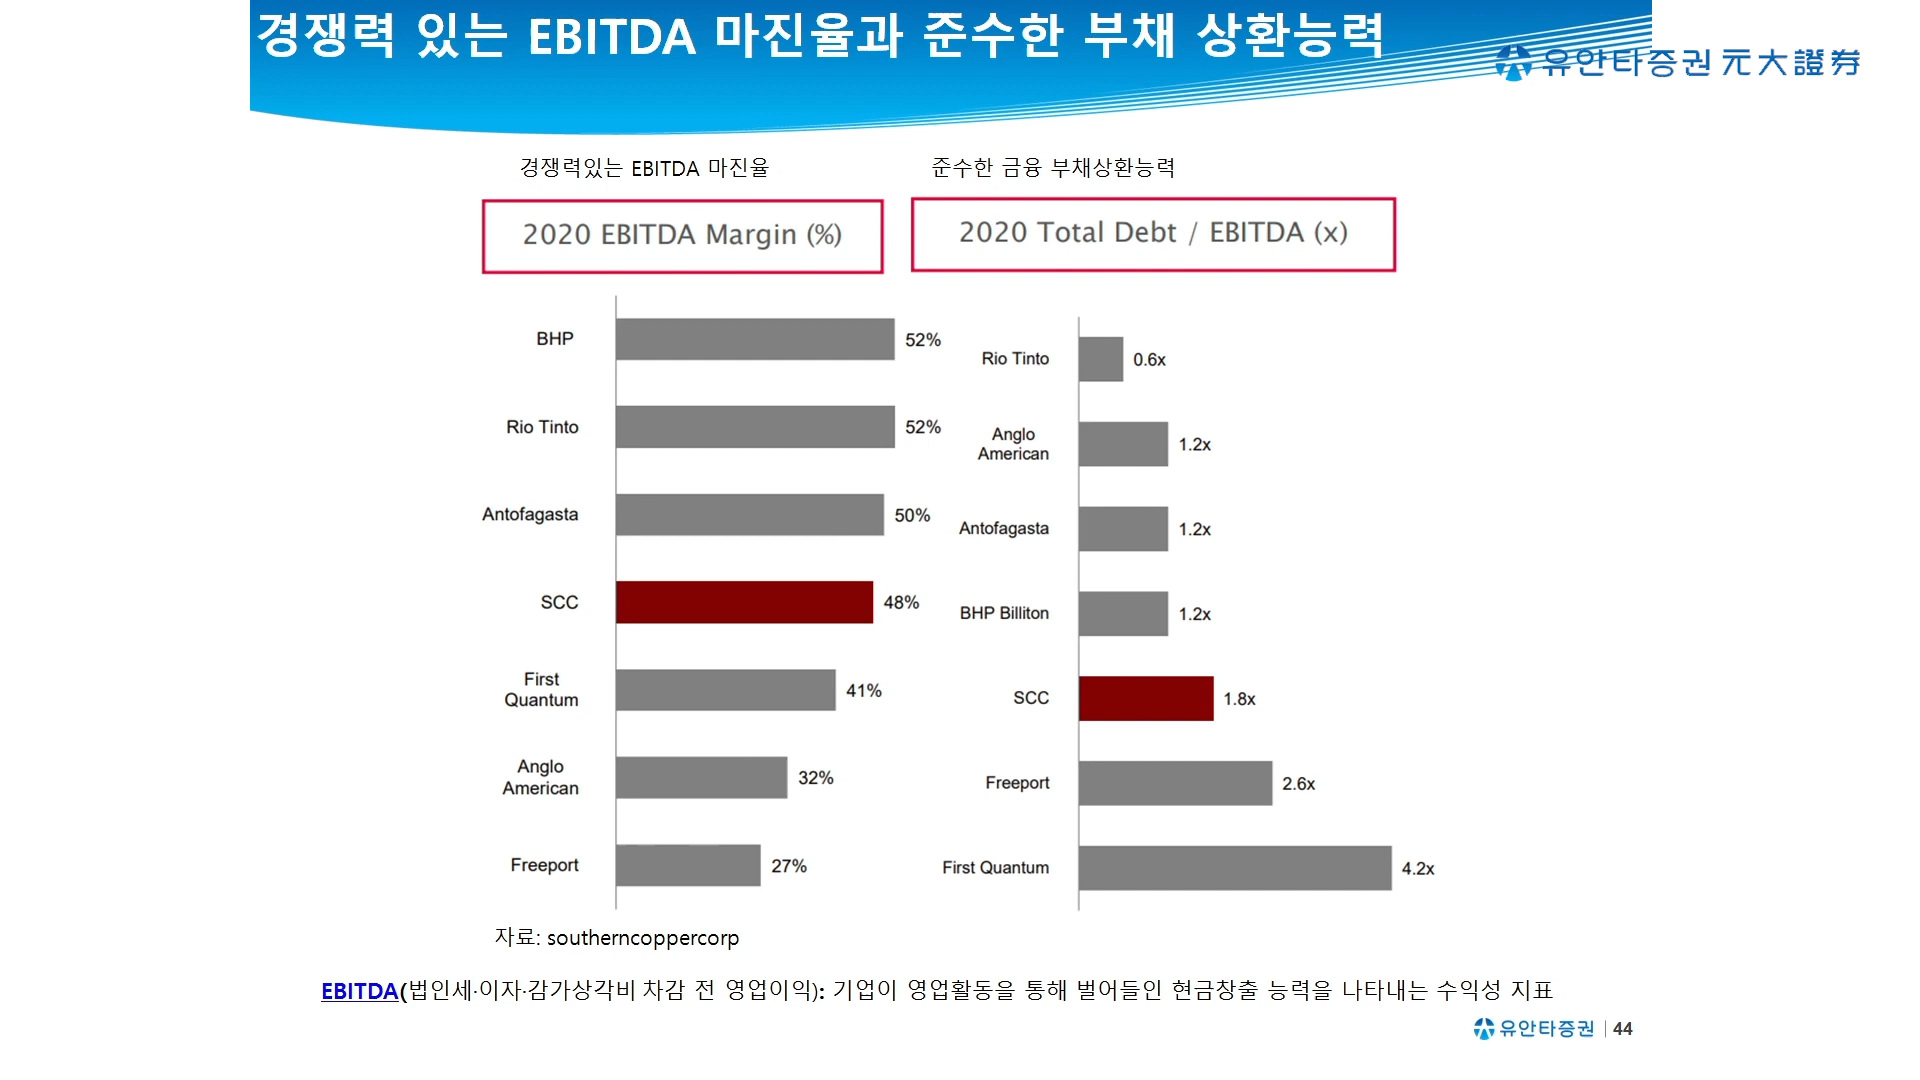 경쟁력 있는 EBITDA 마진율과 준수한 부채 상환능력
유안타증권 元大證券
경쟁력있는 EBITDA 마진율
2020 EBITDA Margin (%)
BHP 52%
Rio Tinto 52%
Antofagasta 50%
SCC 48%
First
Quantum 41%
Anglo
American 32%
Freeport 27%
준수한 금융 부채상환능력
2020 Total Debt / EBITDA (x)
Rio Tinto 0.6x
Anglo
American 1.2x
Antofagasta 1.2x
BHP Billiton 1.2x
SCC 1.8x
Freeport 2.6x
First Quantum 4.2x
자료: southerncoppercorp
EBITDA(법인세·이자·감가상각비 차감 전 영업이익): 기업이 영업활동을 통해 벌어들인 현금창출 능력을 나타내는 수익성 지표
유안타증권 | 44